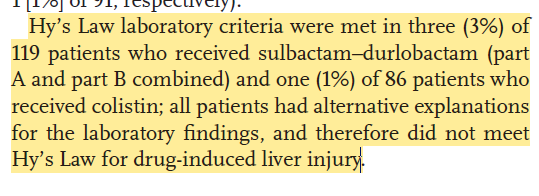 1 [1%] of 91, respectively).
Hy’s Law laboratory criteria were met in three (3%) of
119 patients who received sulbactam–durlobactam (part
A and part B combined) and one (1%) of 86 patients who
received colistin; all patients had alternative explanations
for the laboratory findings, and therefore did not meet
Hy’s Law for drug-induced liver injury.